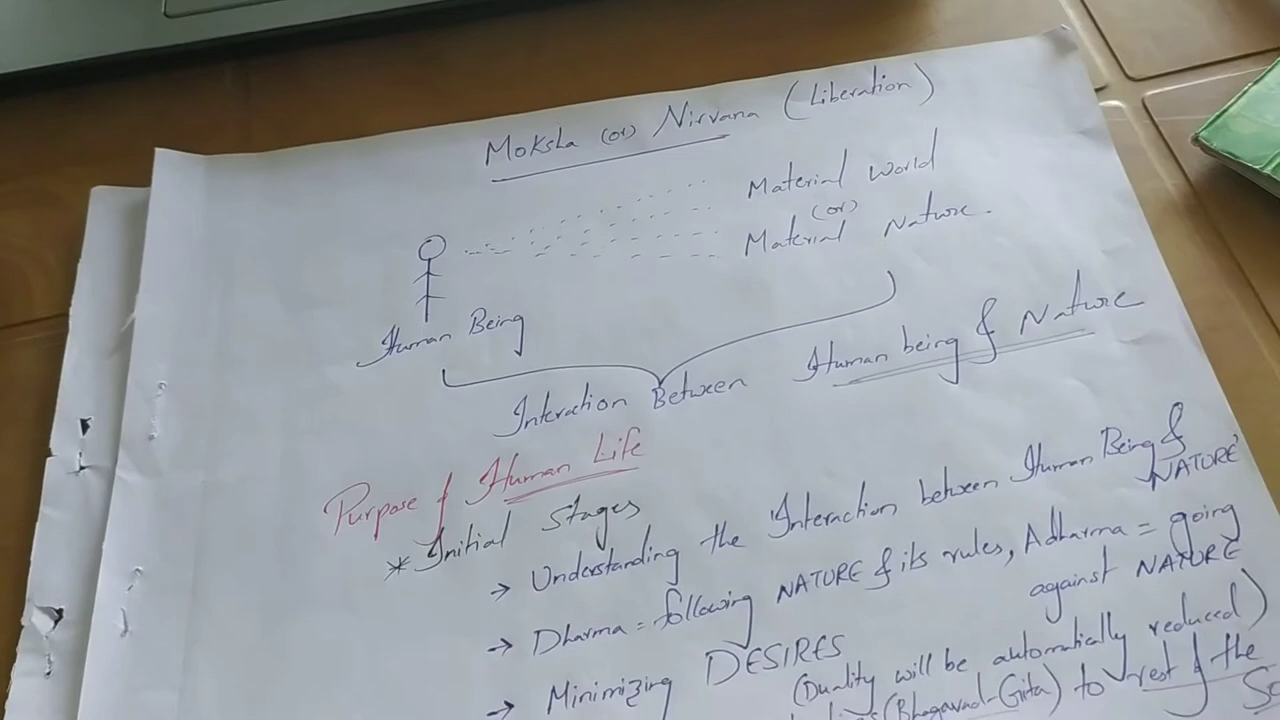 Moksha (or) Nirvana (Liberation)
Material world
(or)
Material Nature.
Human Being
Interaction Between Human being & Nature
Purpose of Human Life
* Initial stages
→ Understanding the Interaction between Human Being & NATURE
→ Dharma = following NATURE & its rules, Adharma = going against NATURE
→ Minimizing DESIRES
(Duality will be automatically reduced)
(Bhagavad-Gita) to rest of the